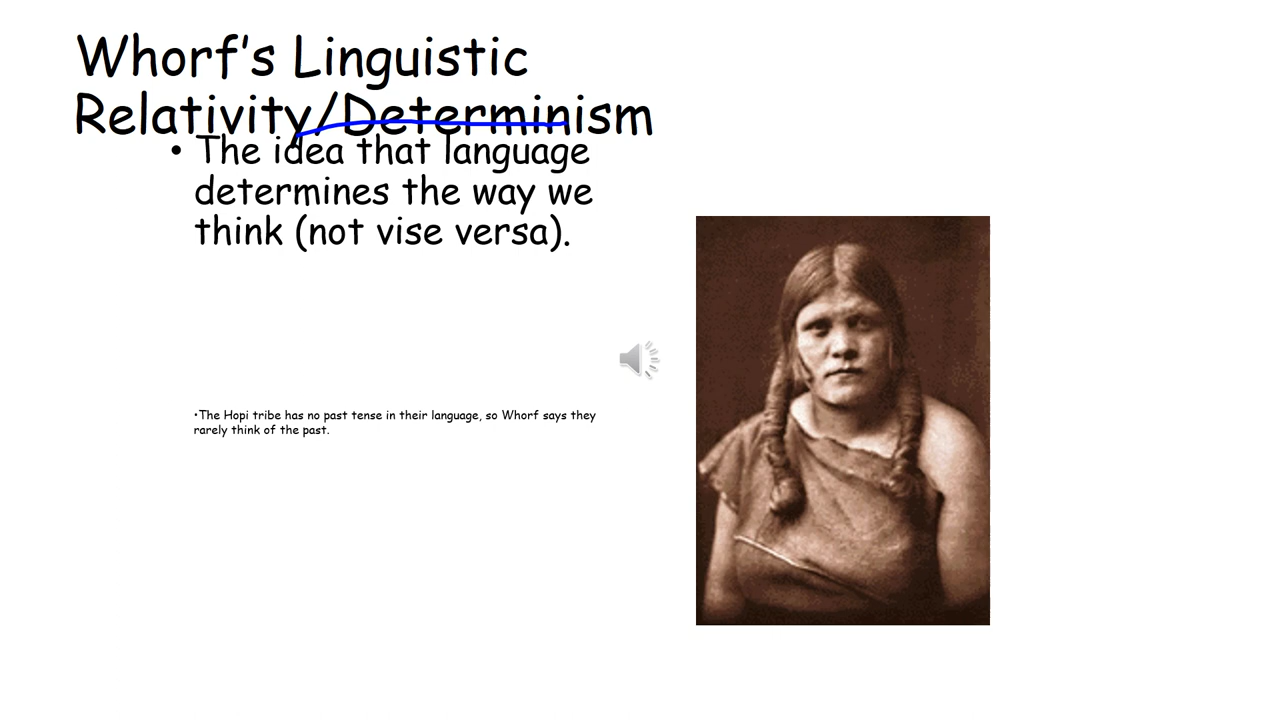 Whorf’s Linguistic
Relativity/Determinism
• The idea that language
determines the way we
think (not vise versa).
•The Hopi tribe has no past tense in their language, so Whorf says they
rarely think of the past.